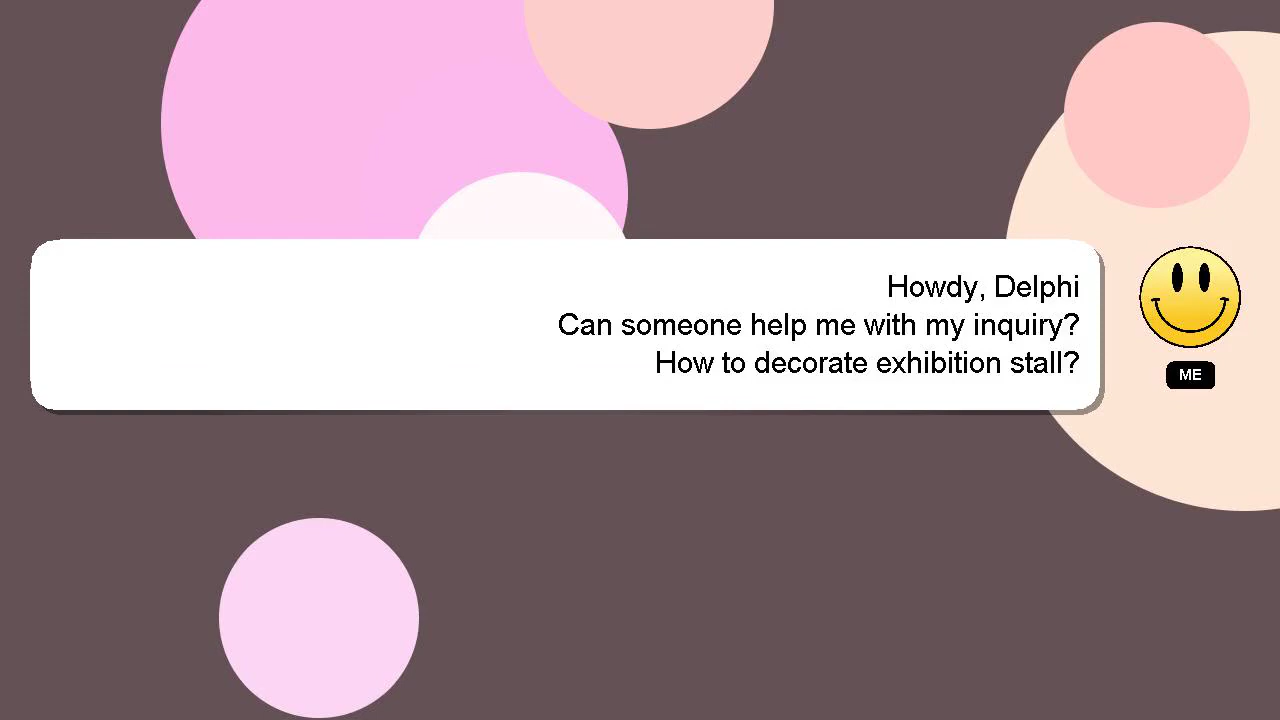 Howdy, Delphi
Can someone help me with my inquiry?
How to decorate exhibition stall?
ME